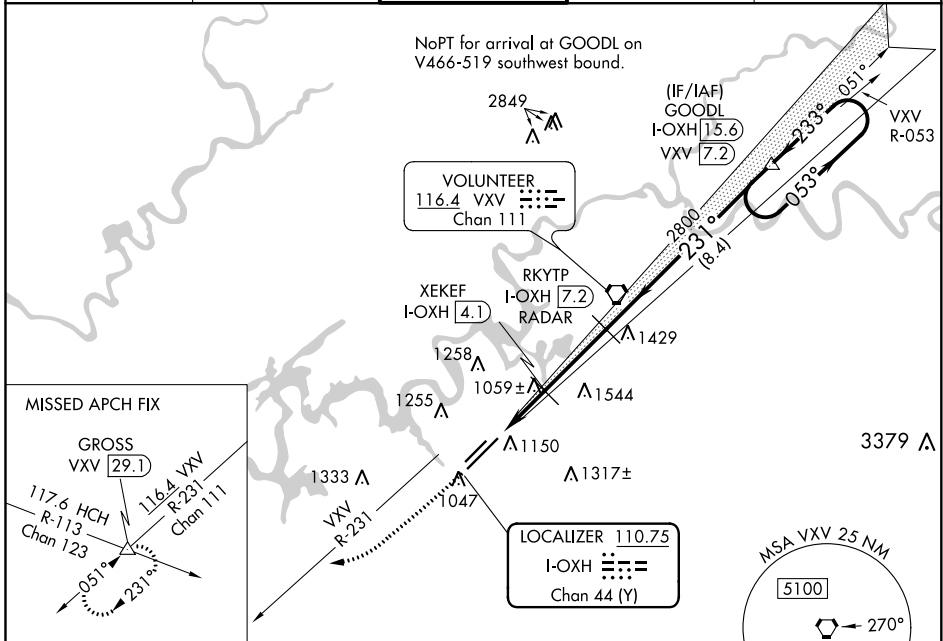 NoPT for arrival at GOODL on
V466-519 southwest bound.
2849
(IF/IAF)
GOODL
I-OXH 15.6
VXV 7.2
051°
233°
053°
VXV
R-053
VOLUNTEER
116.4 VXV
Chan 111
2800
231°
(8.4)
XEKEF
I-OXH 4.1
RKYTP
I-OXH 7.2
RADAR
1429
1258
1059±
1544
1255
1150
3379
1333
1317±
1047
VXV
R-231
MISSED APCH FIX
GROSS
VXV 29.1
117.6 HCH
R-113
Chan 123
116.4 VXV
R-231
Chan 111
051°
231°
LOCALIZER 110.75
I-OXH
Chan 44 (Y)
MSA VXV 25 NM
5100
270°